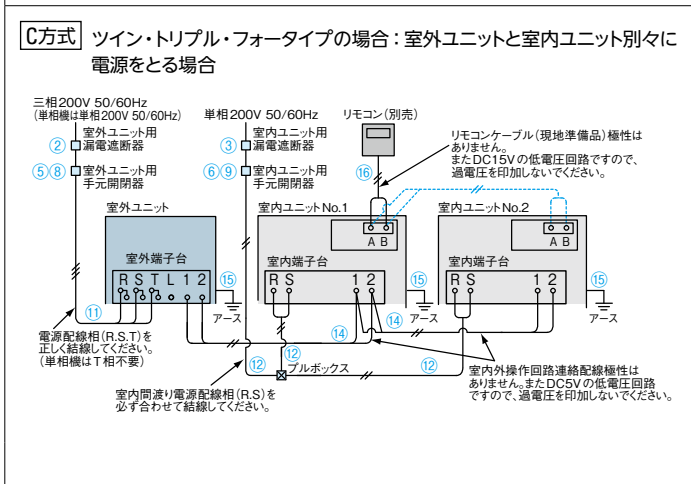 C方式 ツイン・トリプル・フォータイプの場合：室外ユニットと室内ユニット別々に
電源をとる場合
三相200V 50/60Hz
（単相機は単相200V 50/60Hz）
② 室外ユニット用
漏電遮断器
⑤⑧ 室外ユニット用
手元開閉器
単相200V 50/60Hz
③ 室内ユニット用
漏電遮断器
⑥⑨ 室内ユニット用
手元開閉器
リモコン（別売）
⑯
リモコンケーブル（現地準備品）極性は
ありません。
またDC15Vの低電圧回路ですので、
過電圧を印加しないでください。
室外ユニット
室外端子台
R S T L 1 2
⑮
アース
室内ユニットNo.1
A B
室内端子台
R S 1 2
⑮
アース
室内ユニットNo.2
A B
室内端子台
R S 1 2
⑮
アース
⑪
電源配線相（R.S.T）を
正しく結線してください。
（単相機はT相不要）
⑭
⑭
⑫
⑫
⑫
プルボックス
室内間渡り電源配線相（R.S）を
必ず合わせて結線してください。
室内外操作回路連絡配線極性は
ありません。またDC5Vの低電圧回路
ですので、過電圧を印加しないでください。